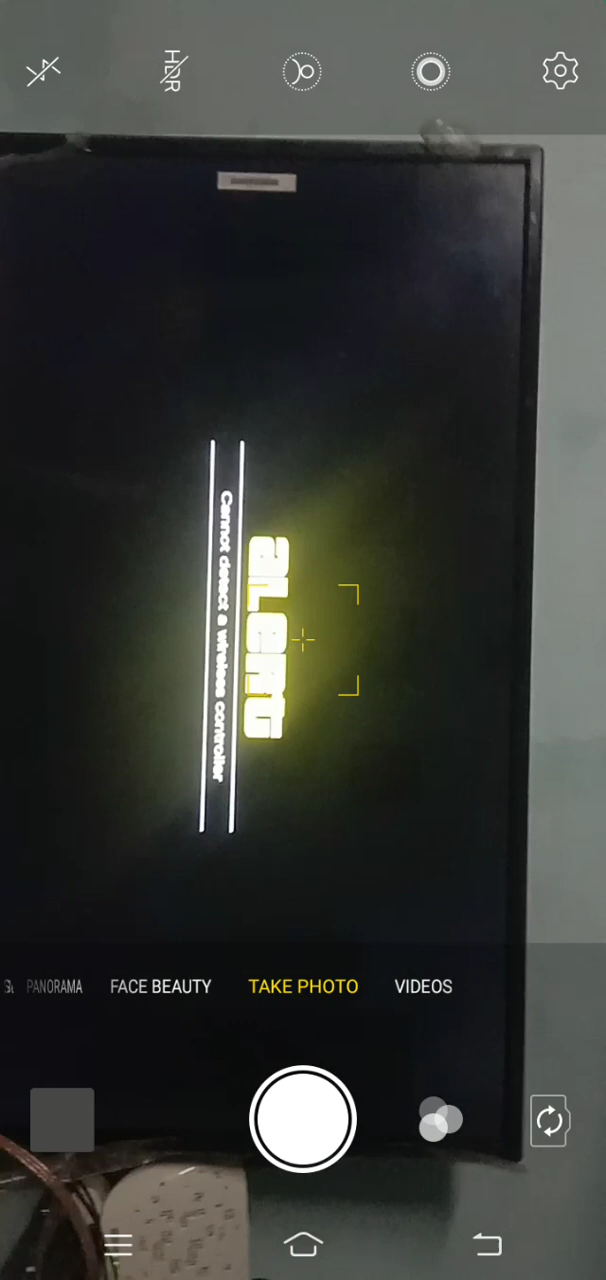 HDR
aLERt
Cannot detect a wireless controller
PANORAMA FACE BEAUTY TAKE PHOTO VIDEOS